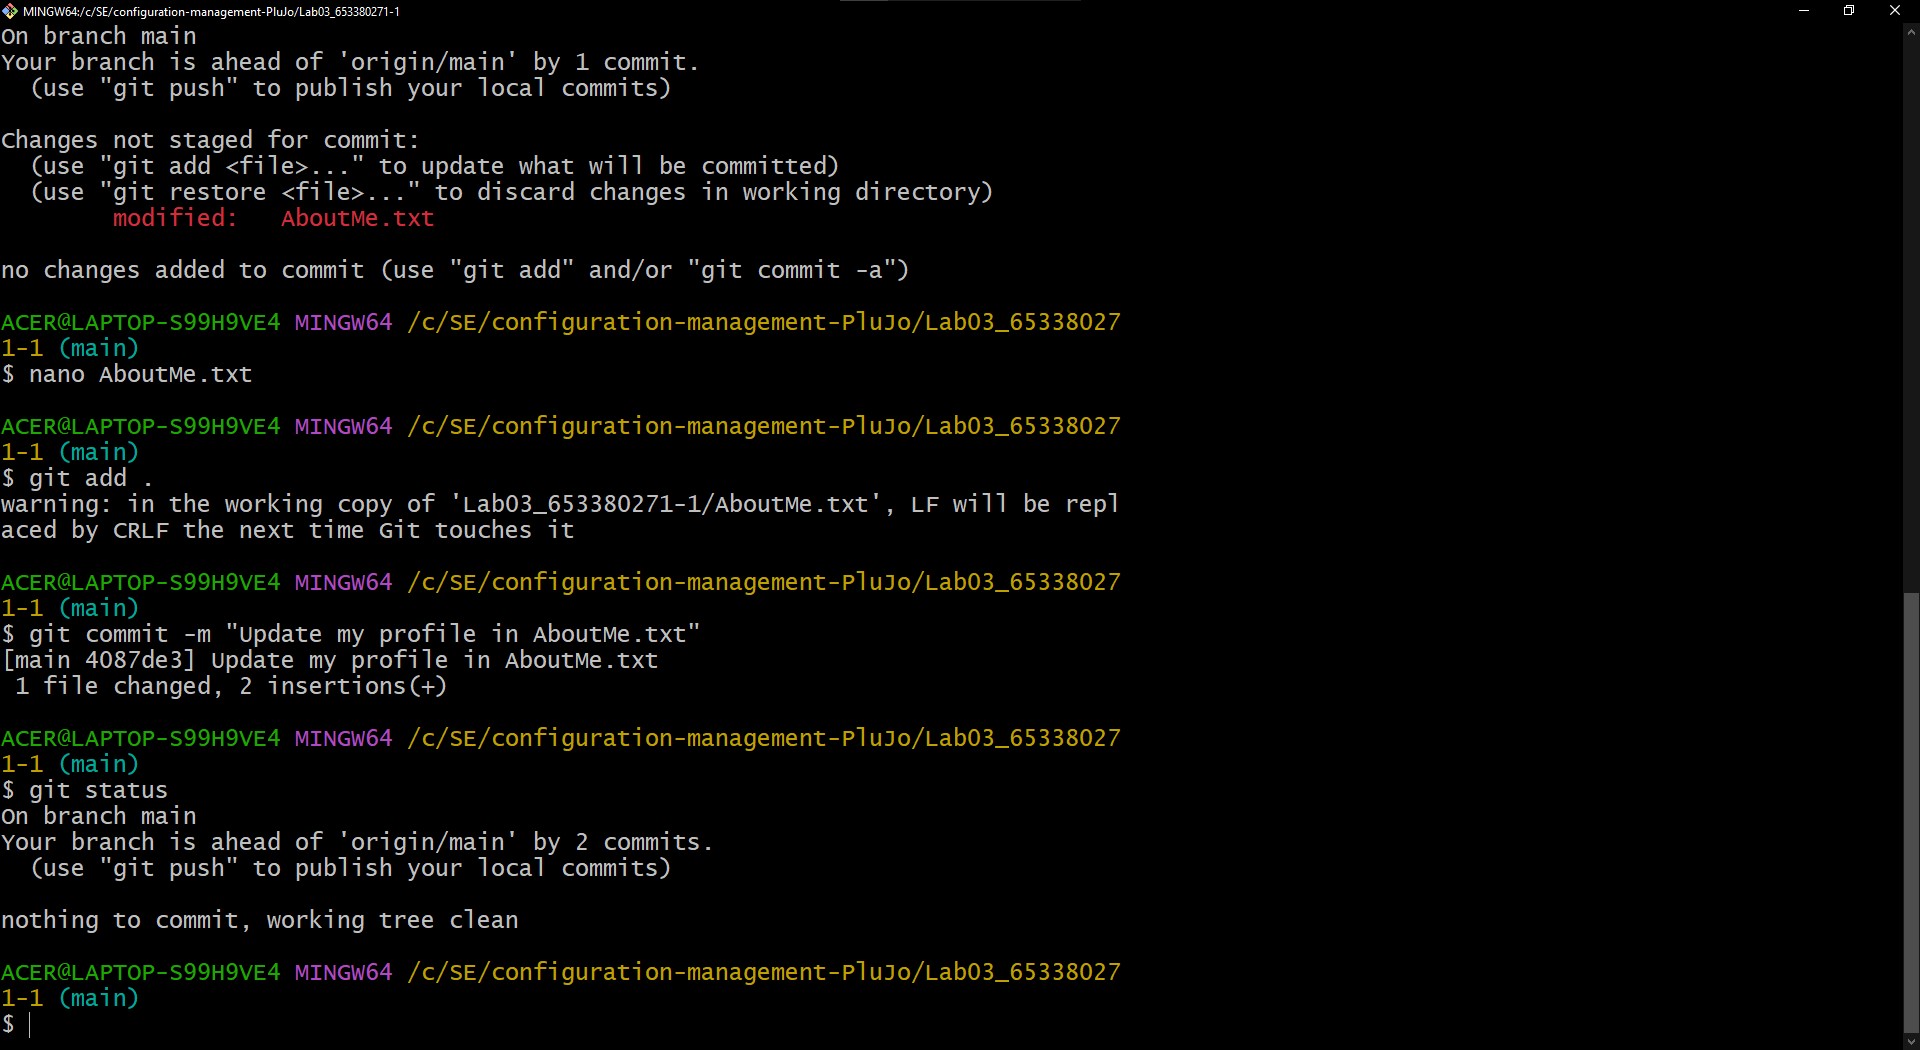 MINGW64:/c/SE/configuration-management-PluJo/Lab03_653380271-1
On branch main
Your branch is ahead of 'origin/main' by 1 commit.
  (use "git push" to publish your local commits)

Changes not staged for commit:
  (use "git add <file>..." to update what will be committed)
  (use "git restore <file>..." to discard changes in working directory)
        modified:   AboutMe.txt

no changes added to commit (use "git add" and/or "git commit -a")

ACER@LAPTOP-S99H9VE4 MINGW64 /c/SE/configuration-management-PluJo/Lab03_65338027
1-1 (main)
$ nano AboutMe.txt

ACER@LAPTOP-S99H9VE4 MINGW64 /c/SE/configuration-management-PluJo/Lab03_65338027
1-1 (main)
$ git add .
warning: in the working copy of 'Lab03_653380271-1/AboutMe.txt', LF will be repl
aced by CRLF the next time Git touches it

ACER@LAPTOP-S99H9VE4 MINGW64 /c/SE/configuration-management-PluJo/Lab03_65338027
1-1 (main)
$ git commit -m "Update my profile in AboutMe.txt"
[main 4087de3] Update my profile in AboutMe.txt
 1 file changed, 2 insertions(+)

ACER@LAPTOP-S99H9VE4 MINGW64 /c/SE/configuration-management-PluJo/Lab03_65338027
1-1 (main)
$ git status
On branch main
Your branch is ahead of 'origin/main' by 2 commits.
  (use "git push" to publish your local commits)

nothing to commit, working tree clean

ACER@LAPTOP-S99H9VE4 MINGW64 /c/SE/configuration-management-PluJo/Lab03_65338027
1-1 (main)
$